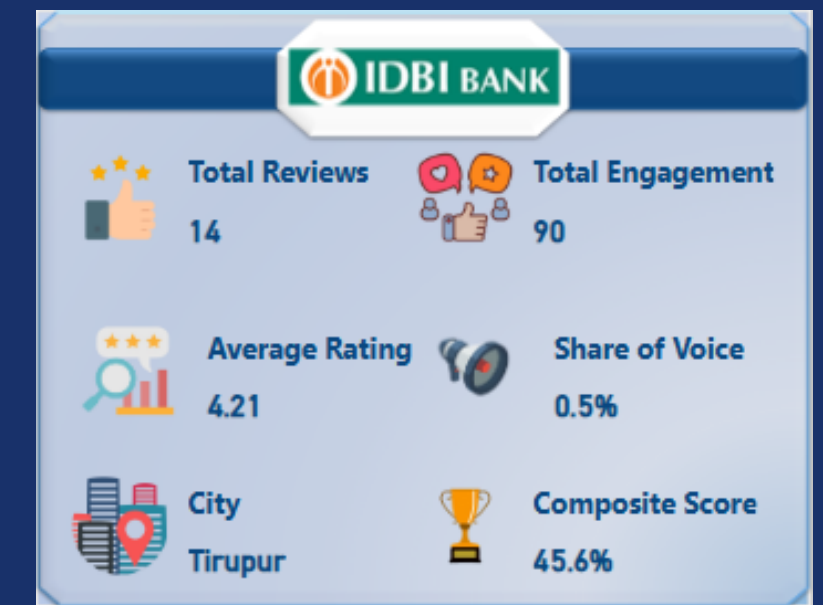 IDBI BANK
Total Reviews
14
Total Engagement
90
Average Rating
4.21
Share of Voice
0.5%
City
Tirupur
Composite Score
45.6%